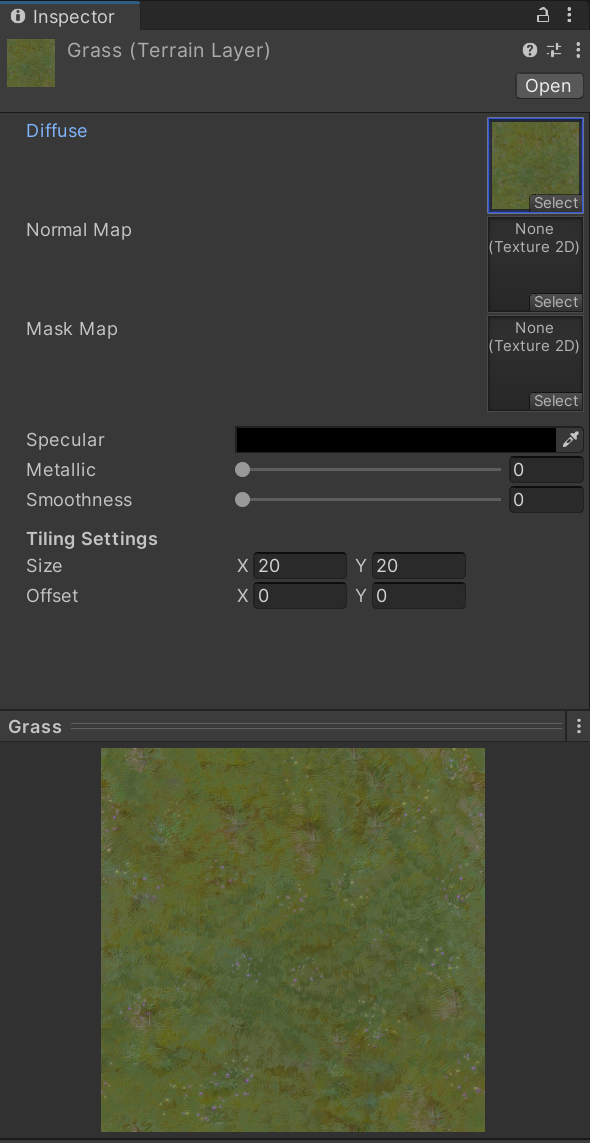 Inspector
Grass (Terrain Layer)
Open
Diffuse
Select
Normal Map
None
(Texture 2D)
Select
Mask Map
None
(Texture 2D)
Select
Specular
Metallic 0
Smoothness 0
Tiling Settings
Size X 20 Y 20
Offset X 0 Y 0
Grass